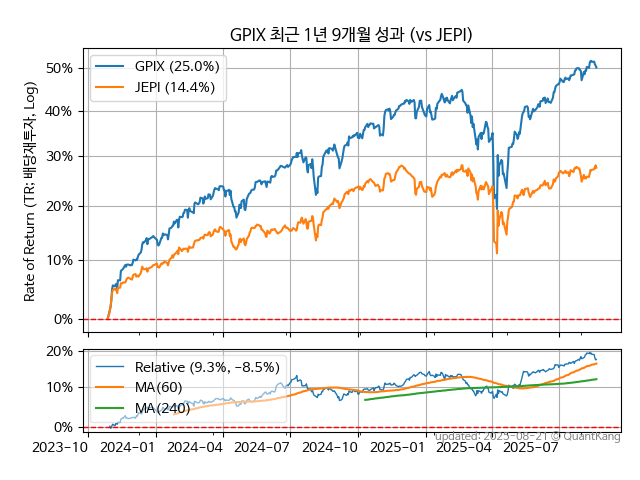 GPIX 최근 1년 9개월 성과 (vs JEPI)
Rate of Return (TR: 배당재투자, Log)
50%
40%
30%
20%
10%
0%
GPIX (25.0%)
JEPI (14.4%)
20%
10%
0%
Relative (9.3%, −8.5%)
MA(60)
MA(240)
2023−10 2024−01 2024−04 2024−07 2024−10 2025−01 2025−04 2025−07
updated: 2025−08−21 © QuantKang